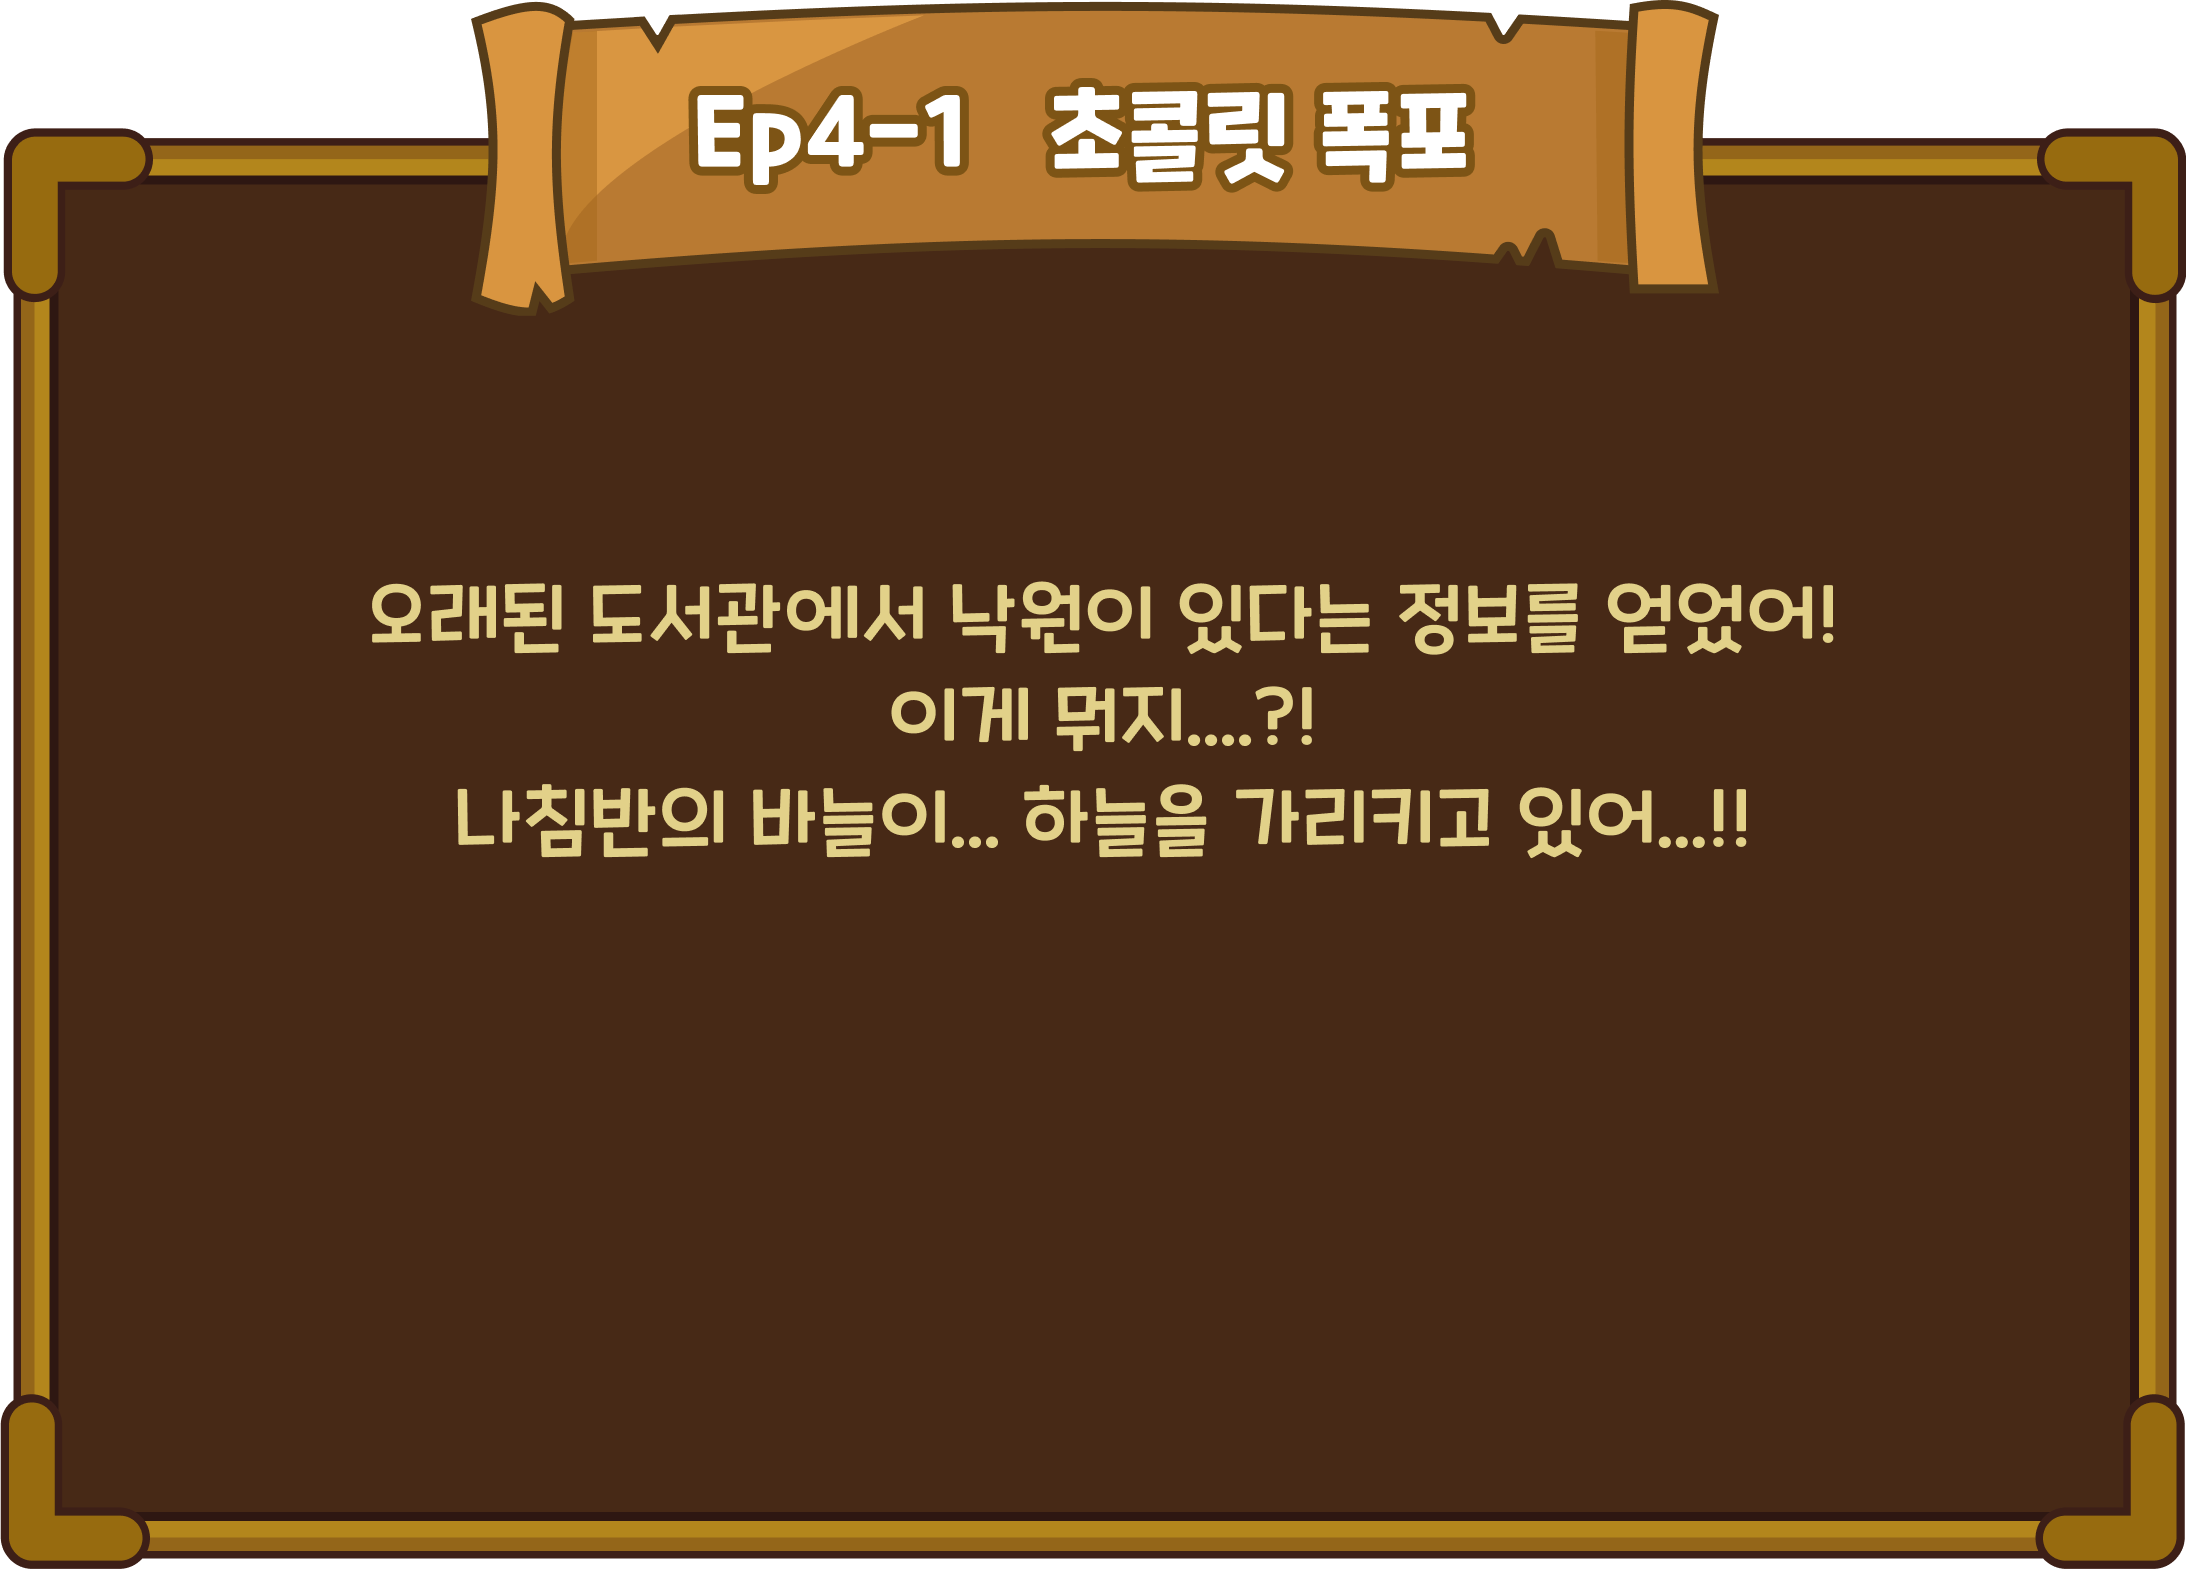 Ep4-1 초콜릿 폭포
오래된 도서관에서 낙원이 있다는 정보를 얻었어!
이게 뭐지....?!
나침반의 바늘이... 하늘을 가리키고 있어...!!